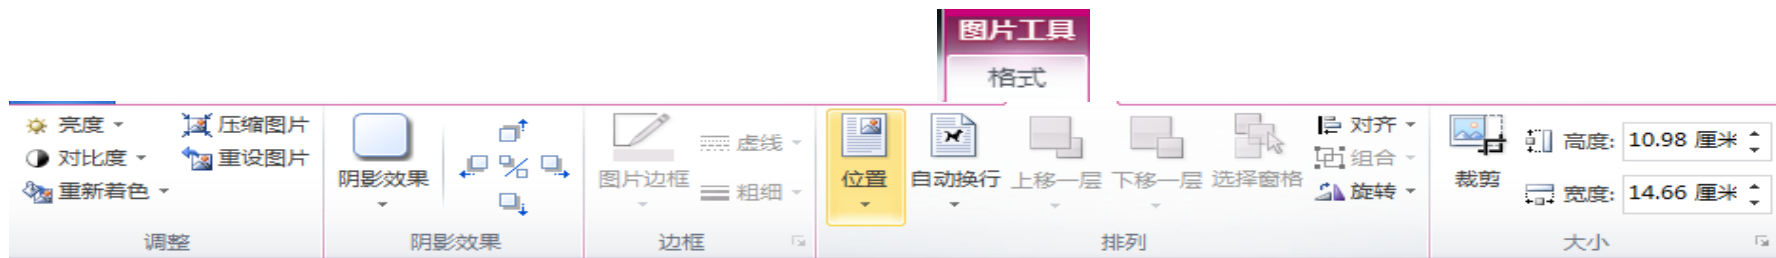 图片工具
格式
亮度
对比度
重新着色
压缩图片
重设图片
调整
阴影效果
阴影效果
图片边框
虚线
粗细
边框
位置
自动换行
上移一层
下移一层
选择窗格
对齐
组合
旋转
排列
裁剪
高度: 10.98 厘米
宽度: 14.66 厘米
大小